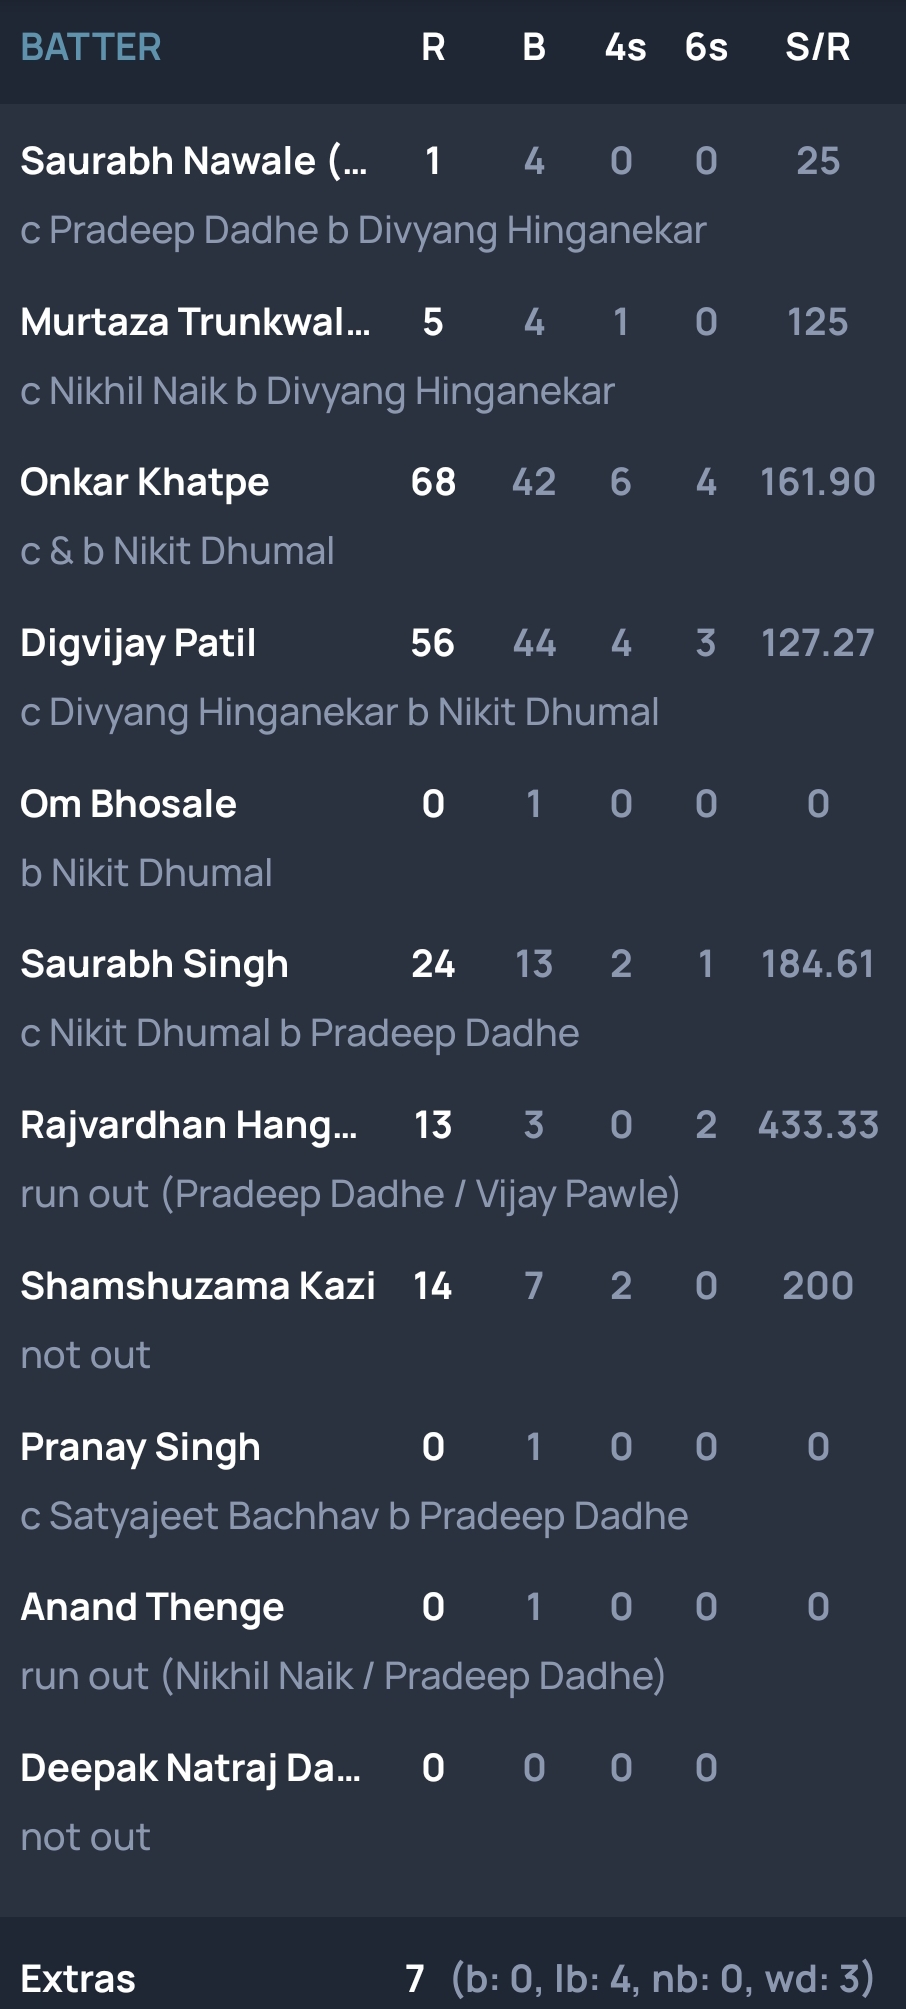 BATTER R B 4s 6s S/R
Saurabh Nawale (... 1 4 0 0 25
c Pradeep Dadhe b Divyang Hinganekar
Murtaza Trunkwal... 5 4 1 0 125
c Nikhil Naik b Divyang Hinganekar
Onkar Khatpe 68 42 6 4 161.90
c & b Nikit Dhumal
Digvijay Patil 56 44 4 3 127.27
c Divyang Hinganekar b Nikit Dhumal
Om Bhosale 0 1 0 0 0
b Nikit Dhumal
Saurabh Singh 24 13 2 1 184.61
c Nikit Dhumal b Pradeep Dadhe
Rajvardhan Hang... 13 3 0 2 433.33
run out (Pradeep Dadhe / Vijay Pawle)
Shamshuzama Kazi 14 7 2 0 200
not out
Pranay Singh 0 1 0 0 0
c Satyajeet Bachhav b Pradeep Dadhe
Anand Thenge 0 1 0 0 0
run out (Nikhil Naik / Pradeep Dadhe)
Deepak Natraj Da... 0 0 0 0
not out
Extras 7 (b: 0, lb: 4, nb: 0, wd: 3)